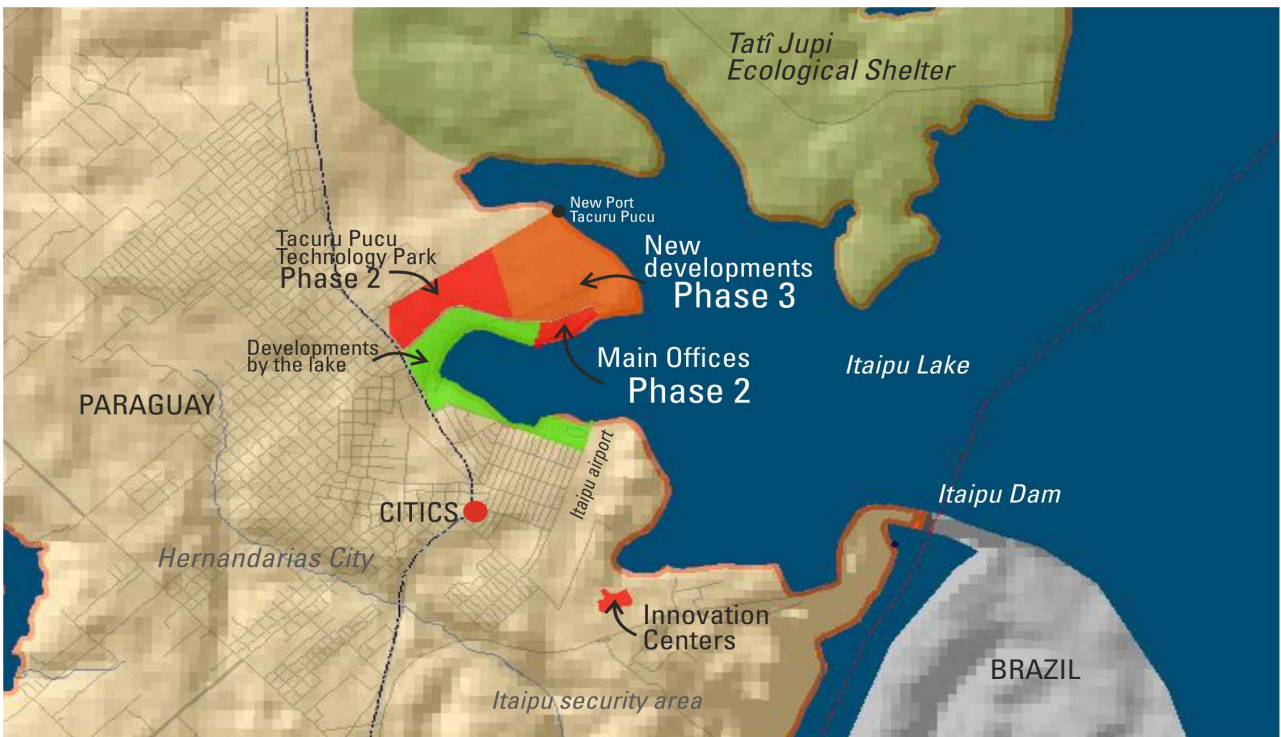 Tatî Jupi
Ecological Shelter
New Port
Tacuru Pucu
Tacuru Pucu
Technology Park
Phase 2
New
developments
Phase 3
Developments
by the lake
Main Offices
Phase 2
Itaipu Lake
PARAGUAY
Itaipu airport
CITICS
Itaipu Dam
Hernandarias City
Innovation
Centers
BRAZIL
Itaipu security area